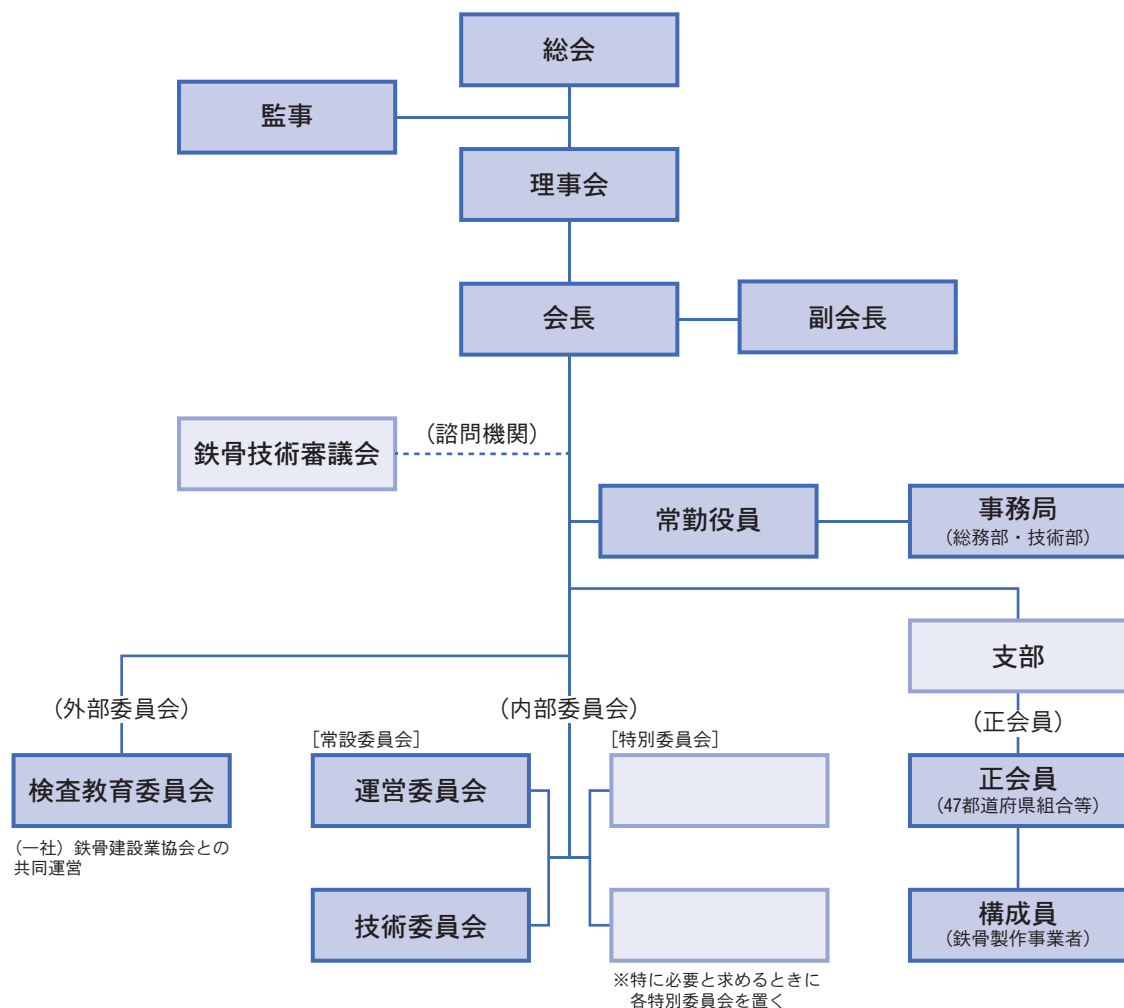 総会
監事
理事会
会長
副会長
(諮問機関)
鉄骨技術審議会
常勤役員
事務局
(総務部・技術部)
支部
(外部委員会)
(内部委員会)
(正会員)
[常設委員会]
[特別委員会]
検査教育委員会
運営委員会
正会員
(47都道府県組合等)
(一社)鉄骨建設業協会との
共同運営
技術委員会
構成員
(鉄骨製作事業者)
※特に必要と求めるときに
各特別委員会を置く